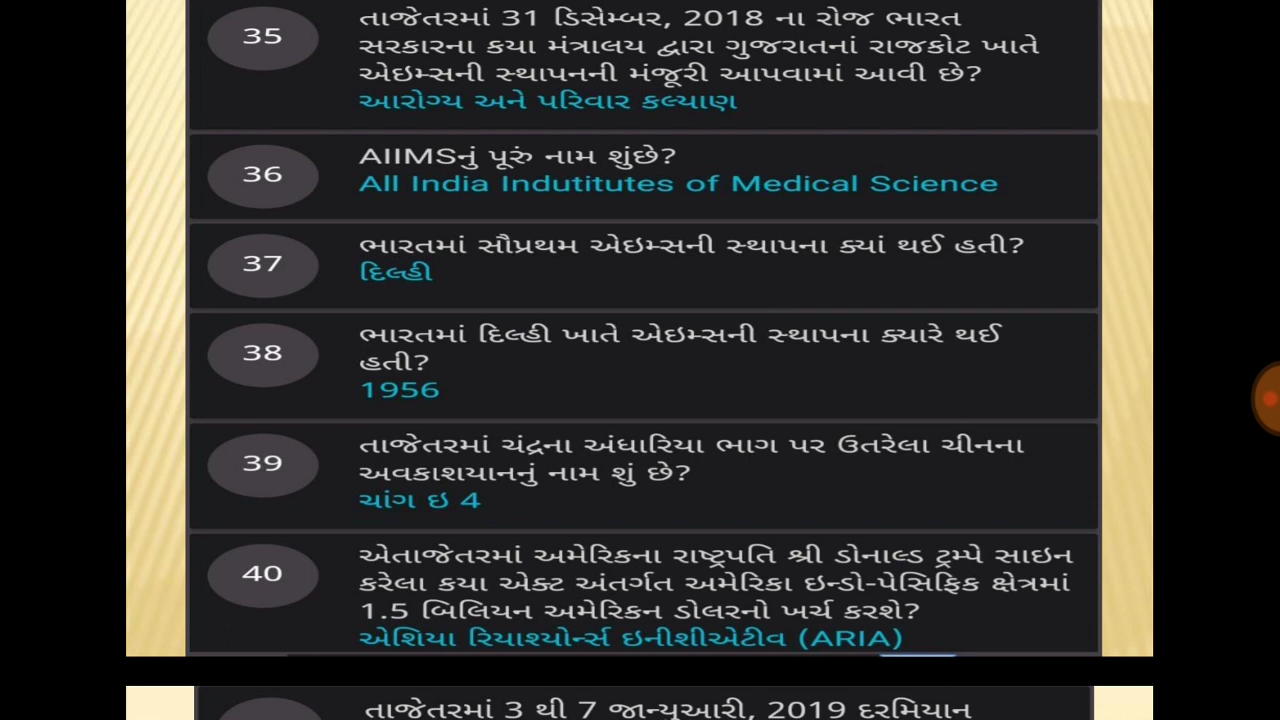 35
તાજેતરમાં 31 ડિસેમ્બર, 2018 ના રોજ ભારત
સરકારના કયા મંત્રાલય દ્વારા ગુજરાતનાં રાજકોટ ખાતે
એઇમ્સની સ્થાપનની મંજૂરી આપવામાં આવી છે?
આરોગ્ય અને પરિવાર કલ્યાણ
36
AIIMSનું પૂરું નામ શુંછે?
All India Indutitutes of Medical Science
37
ભારતમાં સૌપ્રથમ એઇમ્સની સ્થાપના ક્યાં થઈ હતી?
દિલ્હી
38
ભારતમાં દિલ્હી ખાતે એઇમ્સની સ્થાપના ક્યારે થઈ
હતી?
1956
39
તાજેતરમાં ચંદ્રના અંધારિયા ભાગ પર ઉતરેલા ચીનના
અવકાશયાનનું નામ શું છે?
ચાંગ ઇ 4
40
એતાજેતરમાં અમેરિકના રાષ્ટ્રપતિ શ્રી ડોનાલ્ડ ટ્રમ્પે સાઇન
કરેલા કયા એક્ટ અંતર્ગત અમેરિકા ઇન્ડો-પેસિફિક ક્ષેત્રમાં
1.5 બિલિયન અમેરિકન ડોલરનો ખર્ચ કરશે?
એશિયા રિયાશ્યોર્ન્સ ઇનીશીએટીવ (ARIA)
તાજેતરમાં 3 થી 7 જાન્યુઆરી, 2019 દરમિયાન